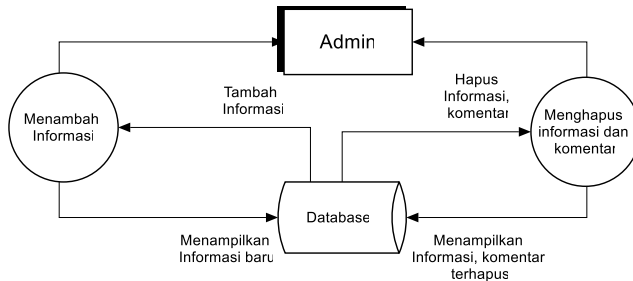 Admin
Tambah
Informasi
Hapus
Informasi,
komentar
Menambah
Informasi
Menghapus
informasi dan
komentar
Database
Menampilkan
Informasi baru
Menampilkan
Informasi, komentar
terhapus